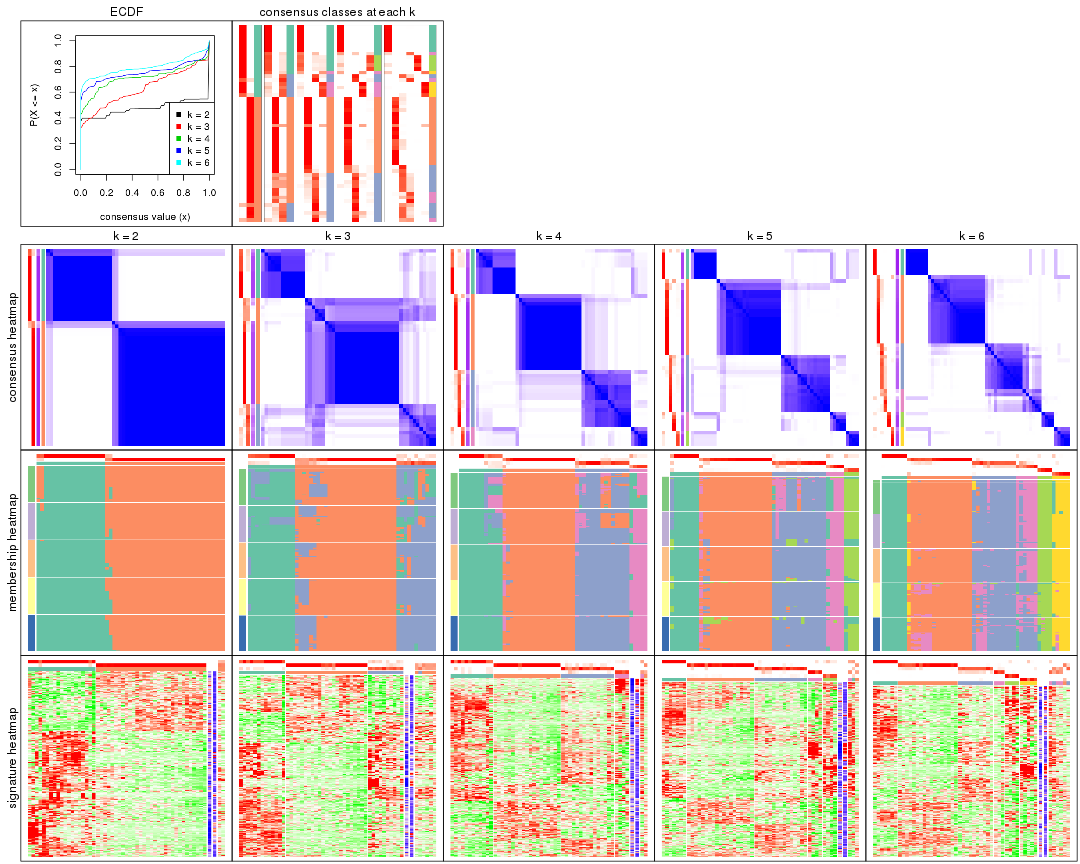 ECDF
consensus classes at each k
P(X <= x)
0.0 0.2 0.4 0.6 0.8 1.0
k = 2
k = 3
k = 4
k = 5
k = 6
0.0 0.2 0.4 0.6 0.8 1.0
consensus value (x)
k = 2 k = 3 k = 4 k = 5 k = 6
consensus heatmap
membership heatmap
signature heatmap